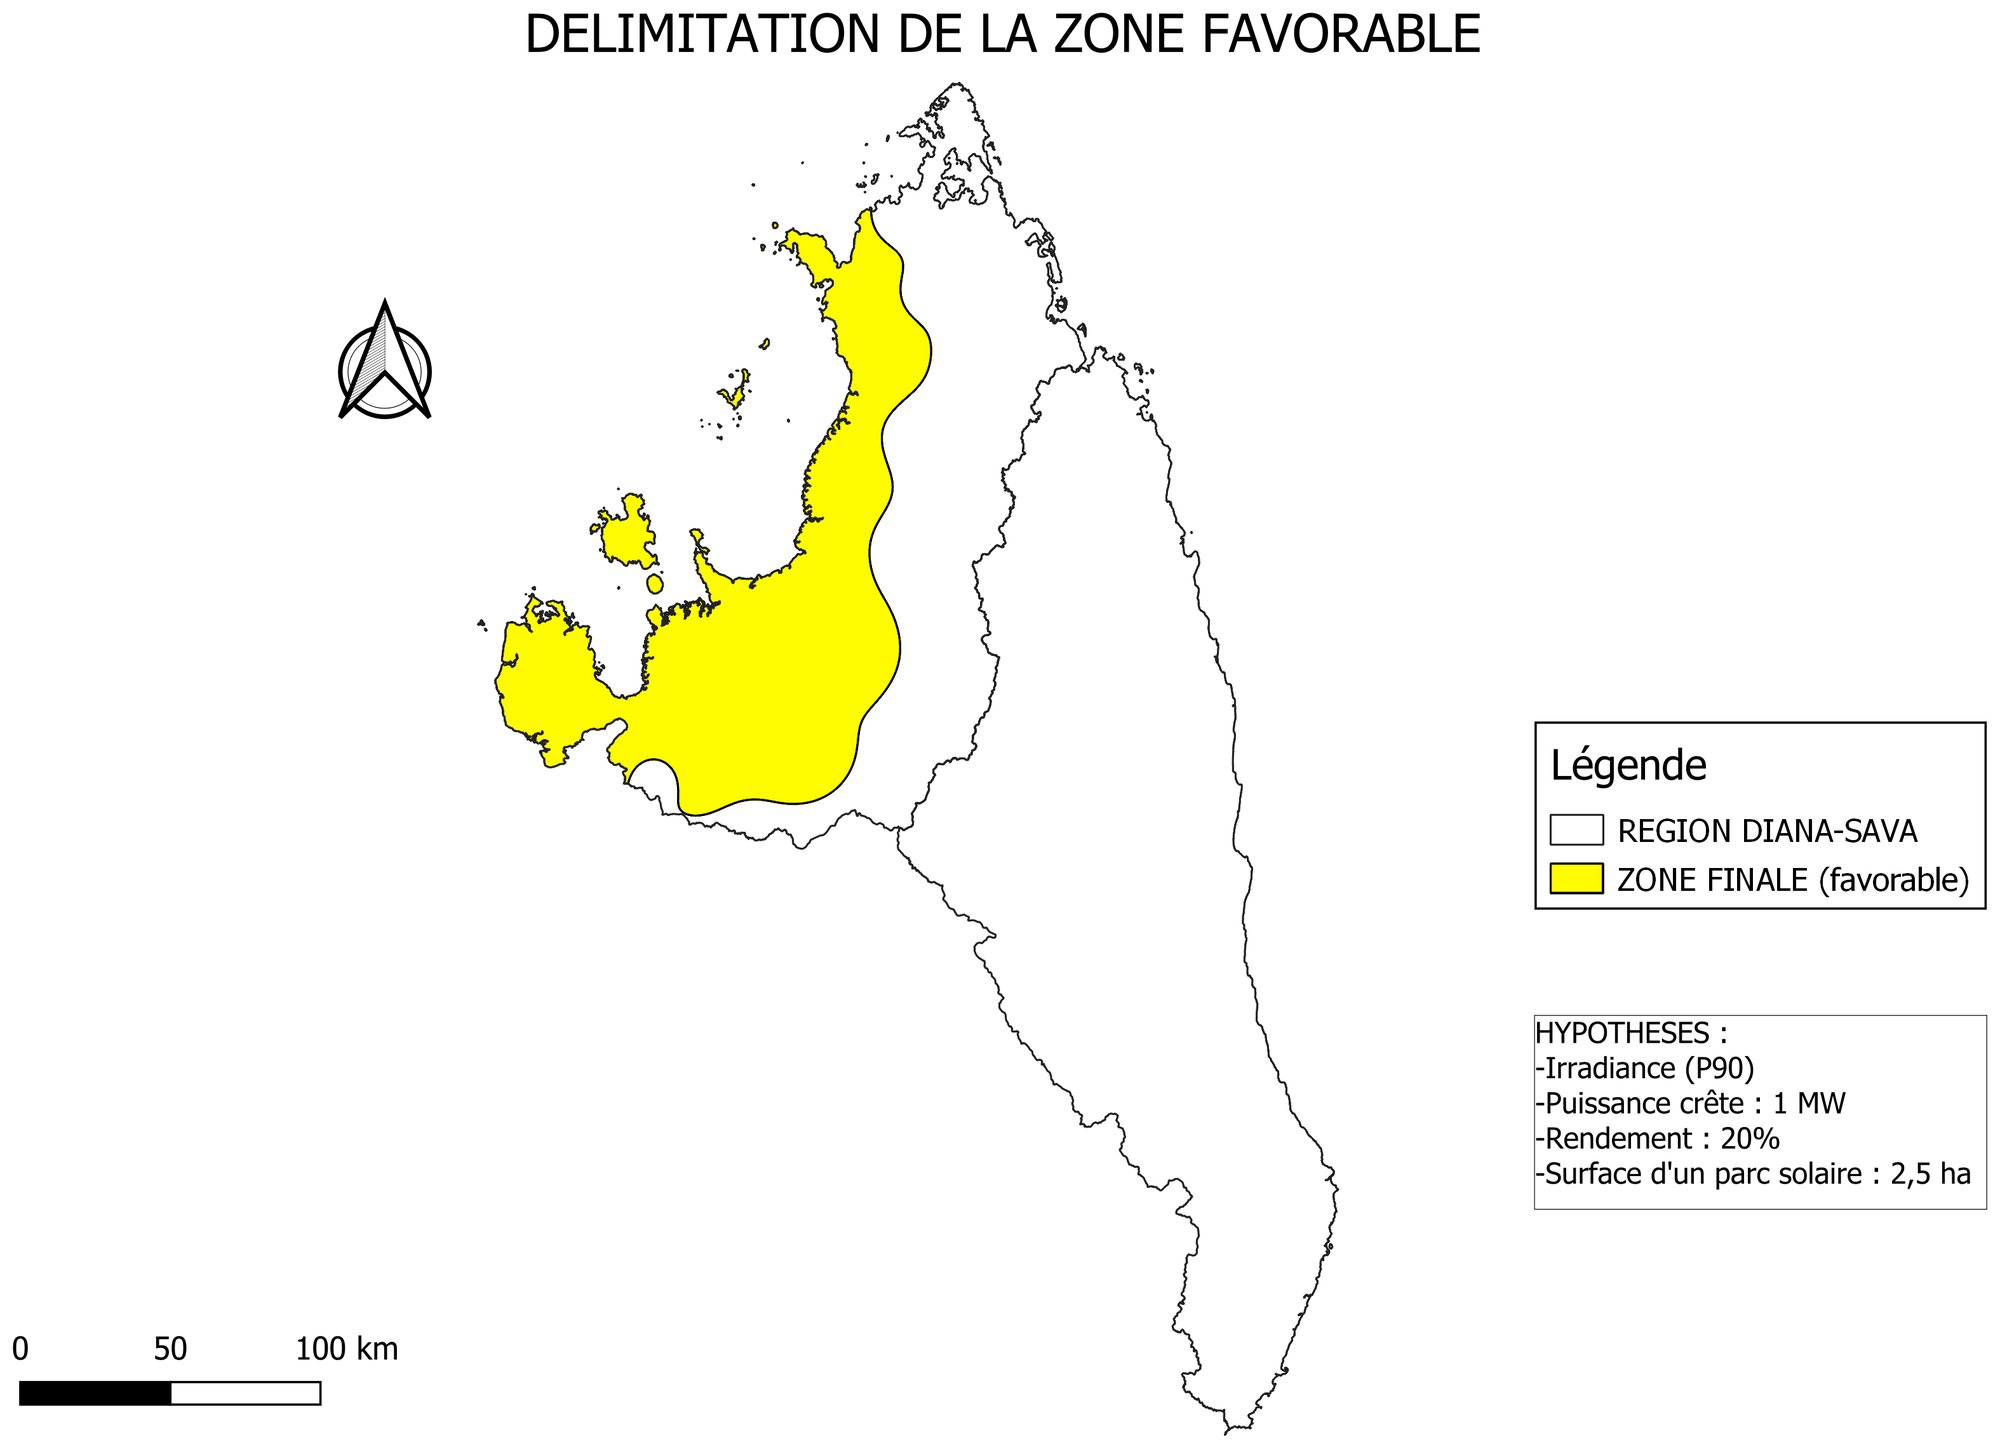 DELIMITATION DE LA ZONE FAVORABLE
Légende
REGION DIANA-SAVA
ZONE FINALE (favorable)
HYPOTHESES :
-Irradiance (P90)
-Puissance crête : 1 MW
-Rendement : 20%
-Surface d'un parc solaire : 2,5 ha
0 50 100 km